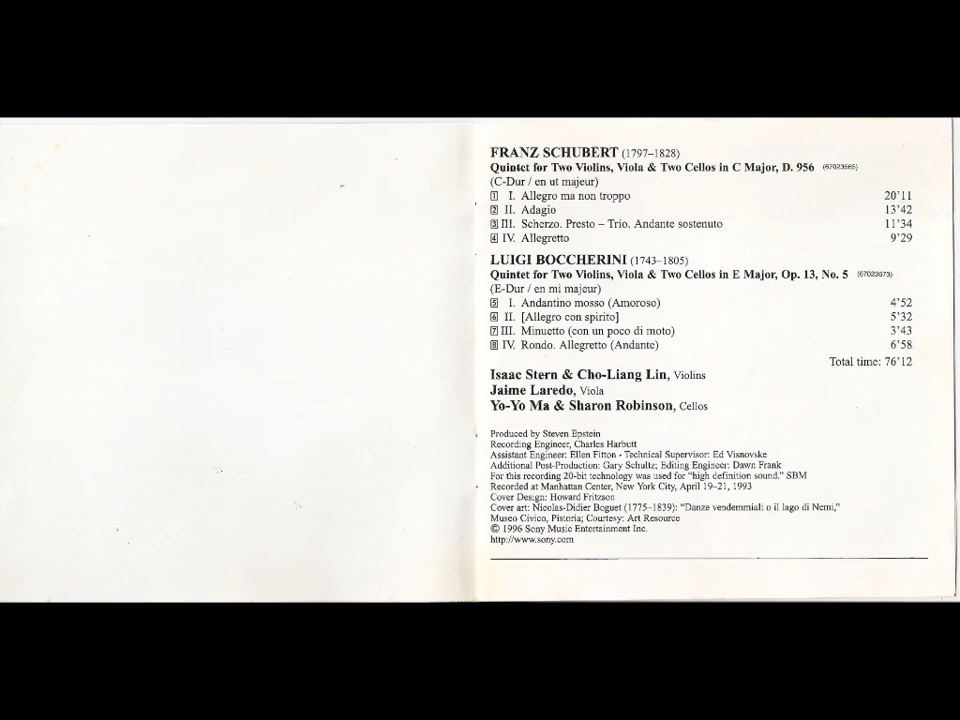 FRANZ SCHUBERT (1797–1828)
Quintet for Two Violins, Viola & Two Cellos in C Major, D. 956 (67023665)
(C-Dur / en ut majeur)
1 I. Allegro ma non troppo 20'11
2 II. Adagio 13'42
3 III. Scherzo. Presto – Trio. Andante sostenuto 11'34
4 IV. Allegretto 9'29
LUIGI BOCCHERINI (1743–1805)
Quintet for Two Violins, Viola & Two Cellos in E Major, Op. 13, No. 5 (67023673)
(E-Dur / en mi majeur)
5 I. Andantino mosso (Amoroso) 4'52
6 II. [Allegro con spirito] 5'32
7 III. Minuetto (con un poco di moto) 3'43
8 IV. Rondo. Allegretto (Andante) 6'58
Total time: 76'12
Isaac Stern & Cho-Liang Lin, Violins
Jaime Laredo, Viola
Yo-Yo Ma & Sharon Robinson, Cellos
Produced by Steven Epstein
Recording Engineer, Charles Harbutt
Assistant Engineer: Ellen Fitton • Technical Supervisor: Ed Visnovske
Additional Post-Production: Gary Schultz; Editing Engineer: Dawn Frank
For this recording 20-bit technology was used for "high definition sound." SBM
Recorded at Manhattan Center, New York City, April 19–21, 1993
Cover Design: Howard Fritzson
Cover art: Nicolas-Didier Boguet (1775–1839): "Danze vendemmiali o il lago di Nemi,"
Museo Civico, Pistoria; Courtesy: Art Resource
© 1996 Sony Music Entertainment Inc.
http://www.sony.com